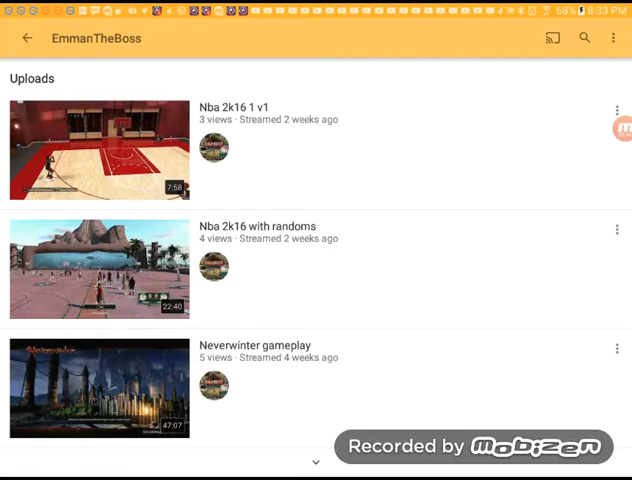 68% 8:33 PM
EmmanTheBoss
Uploads
Nba 2k16 1 v1
3 views · Streamed 2 weeks ago
7:58
Nba 2k16 with randoms
4 views · Streamed 2 weeks ago
22:40
Neverwinter gameplay
5 views · Streamed 4 weeks ago
47:07
Recorded by Mobizen